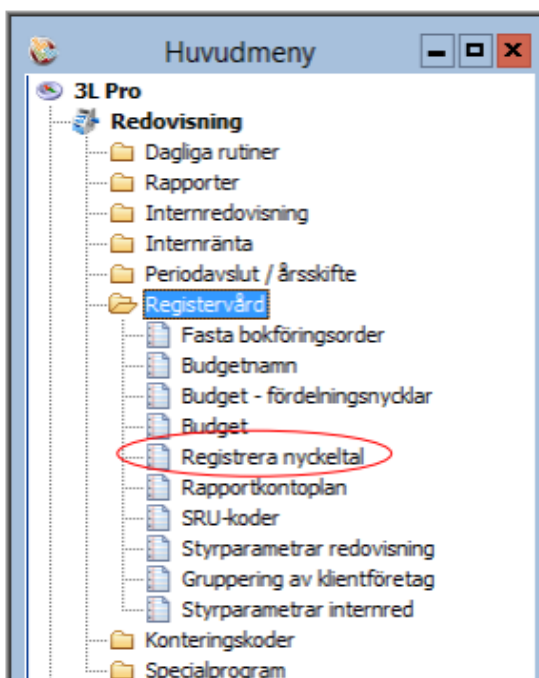 Huvudmeny
3L Pro
Redovisning
Dagliga rutiner
Rapporter
Internredovisning
Internränta
Periodavslut / årsskifte
Registervård
Fasta bokföringsorder
Budgetnamn
Budget - fördelningsnycklar
Budget
Registrera nyckeltal
Rapportkontoplan
SRU-koder
Styrparametrar redovisning
Gruppering av klientföretag
Styrparametrar internred
Konteringskoder
Specialprogram